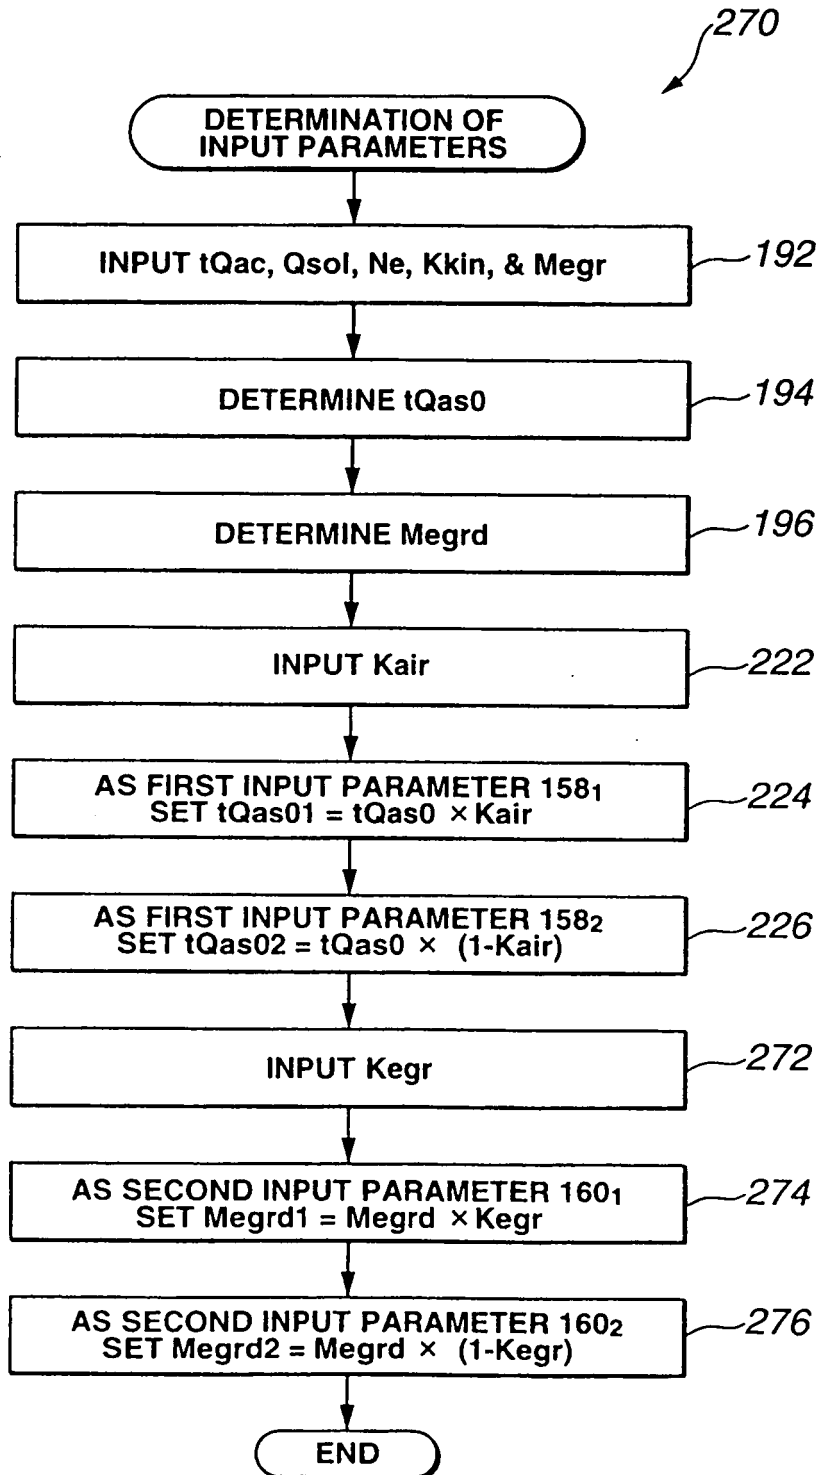 270
DETERMINATION OF
INPUT PARAMETERS
INPUT tQac, Qsol, Ne, Kkin, & Megr
192
DETERMINE tQas0
194
DETERMINE Megrd
196
INPUT Kair
222
AS FIRST INPUT PARAMETER 158₁
SET tQas01 = tQas0 × Kair
224
AS FIRST INPUT PARAMETER 158₂
SET tQas02 = tQas0 × (1-Kair)
226
INPUT Kegr
272
AS SECOND INPUT PARAMETER 160₁
SET Megrd1 = Megrd × Kegr
274
AS SECOND INPUT PARAMETER 160₂
SET Megrd2 = Megrd × (1-Kegr)
276
END